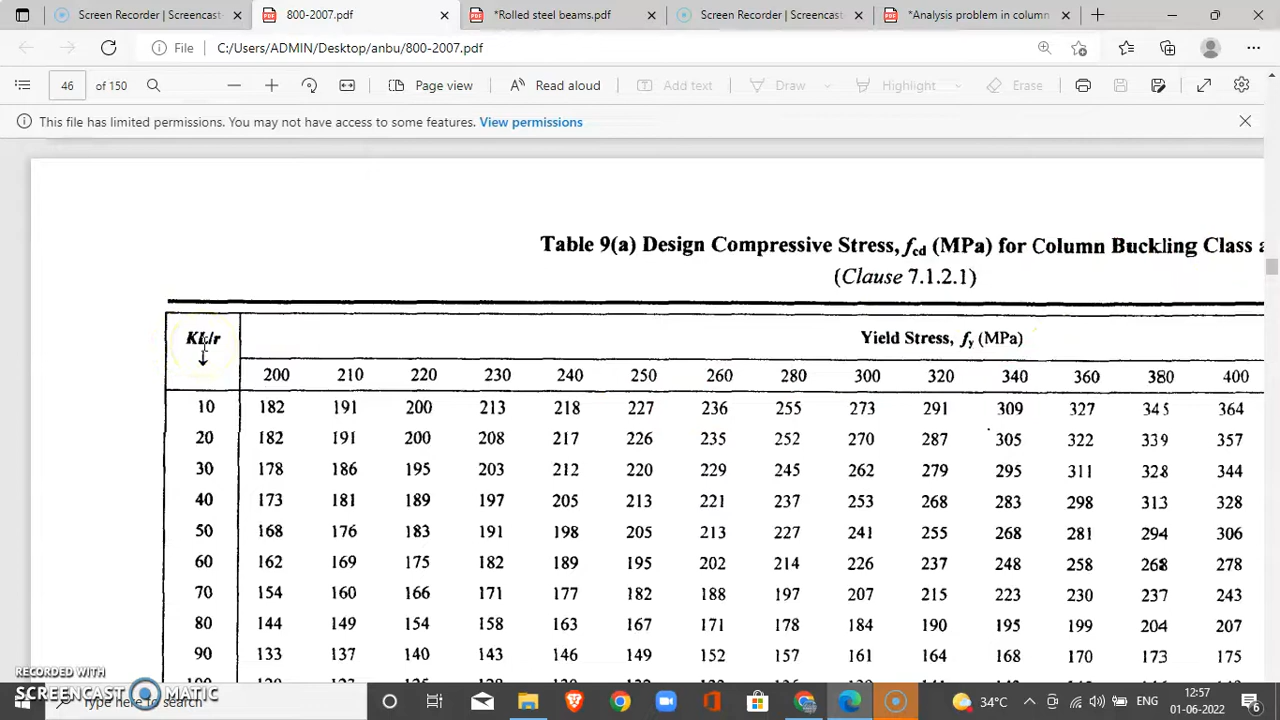 Screen Recorder | Screencast-
800-2007.pdf
*Rolled steel beams.pdf
Screen Recorder | Screencast-
*Analysis problem in column
File
C:/Users/ADMIN/Desktop/anbu/800-2007.pdf
46 of 150
Page view
Read aloud
Add text
Draw
Highlight
Erase
This file has limited permissions. You may not have access to some features. View permissions
Table 9(a) Design Compressive Stress, fcd (MPa) for Column Buckling Class a
(Clause 7.1.2.1)
KL/r
↓
Yield Stress, fy (MPa)
200 210 220 230 240 250 260 280 300 320 340 360 380 400
10 182 191 200 213 218 227 236 255 273 291 309 327 345 364
20 182 191 200 208 217 226 235 252 270 287 305 322 339 357
30 178 186 195 203 212 220 229 245 262 279 295 311 328 344
40 173 181 189 197 205 213 221 237 253 268 283 298 313 328
50 168 176 183 191 198 205 213 227 241 255 268 281 294 306
60 162 169 175 182 189 195 202 214 226 237 248 258 268 278
70 154 160 166 171 177 182 188 197 207 215 223 230 237 243
80 144 149 154 158 163 167 171 178 184 190 195 199 204 207
90 133 137 140 143 146 149 152 157 161 164 168 170 173 175
RECORDED WITH
SCREENCAST MATIC
Type here to search
34°C
ENG
12:57
01-06-2022
6